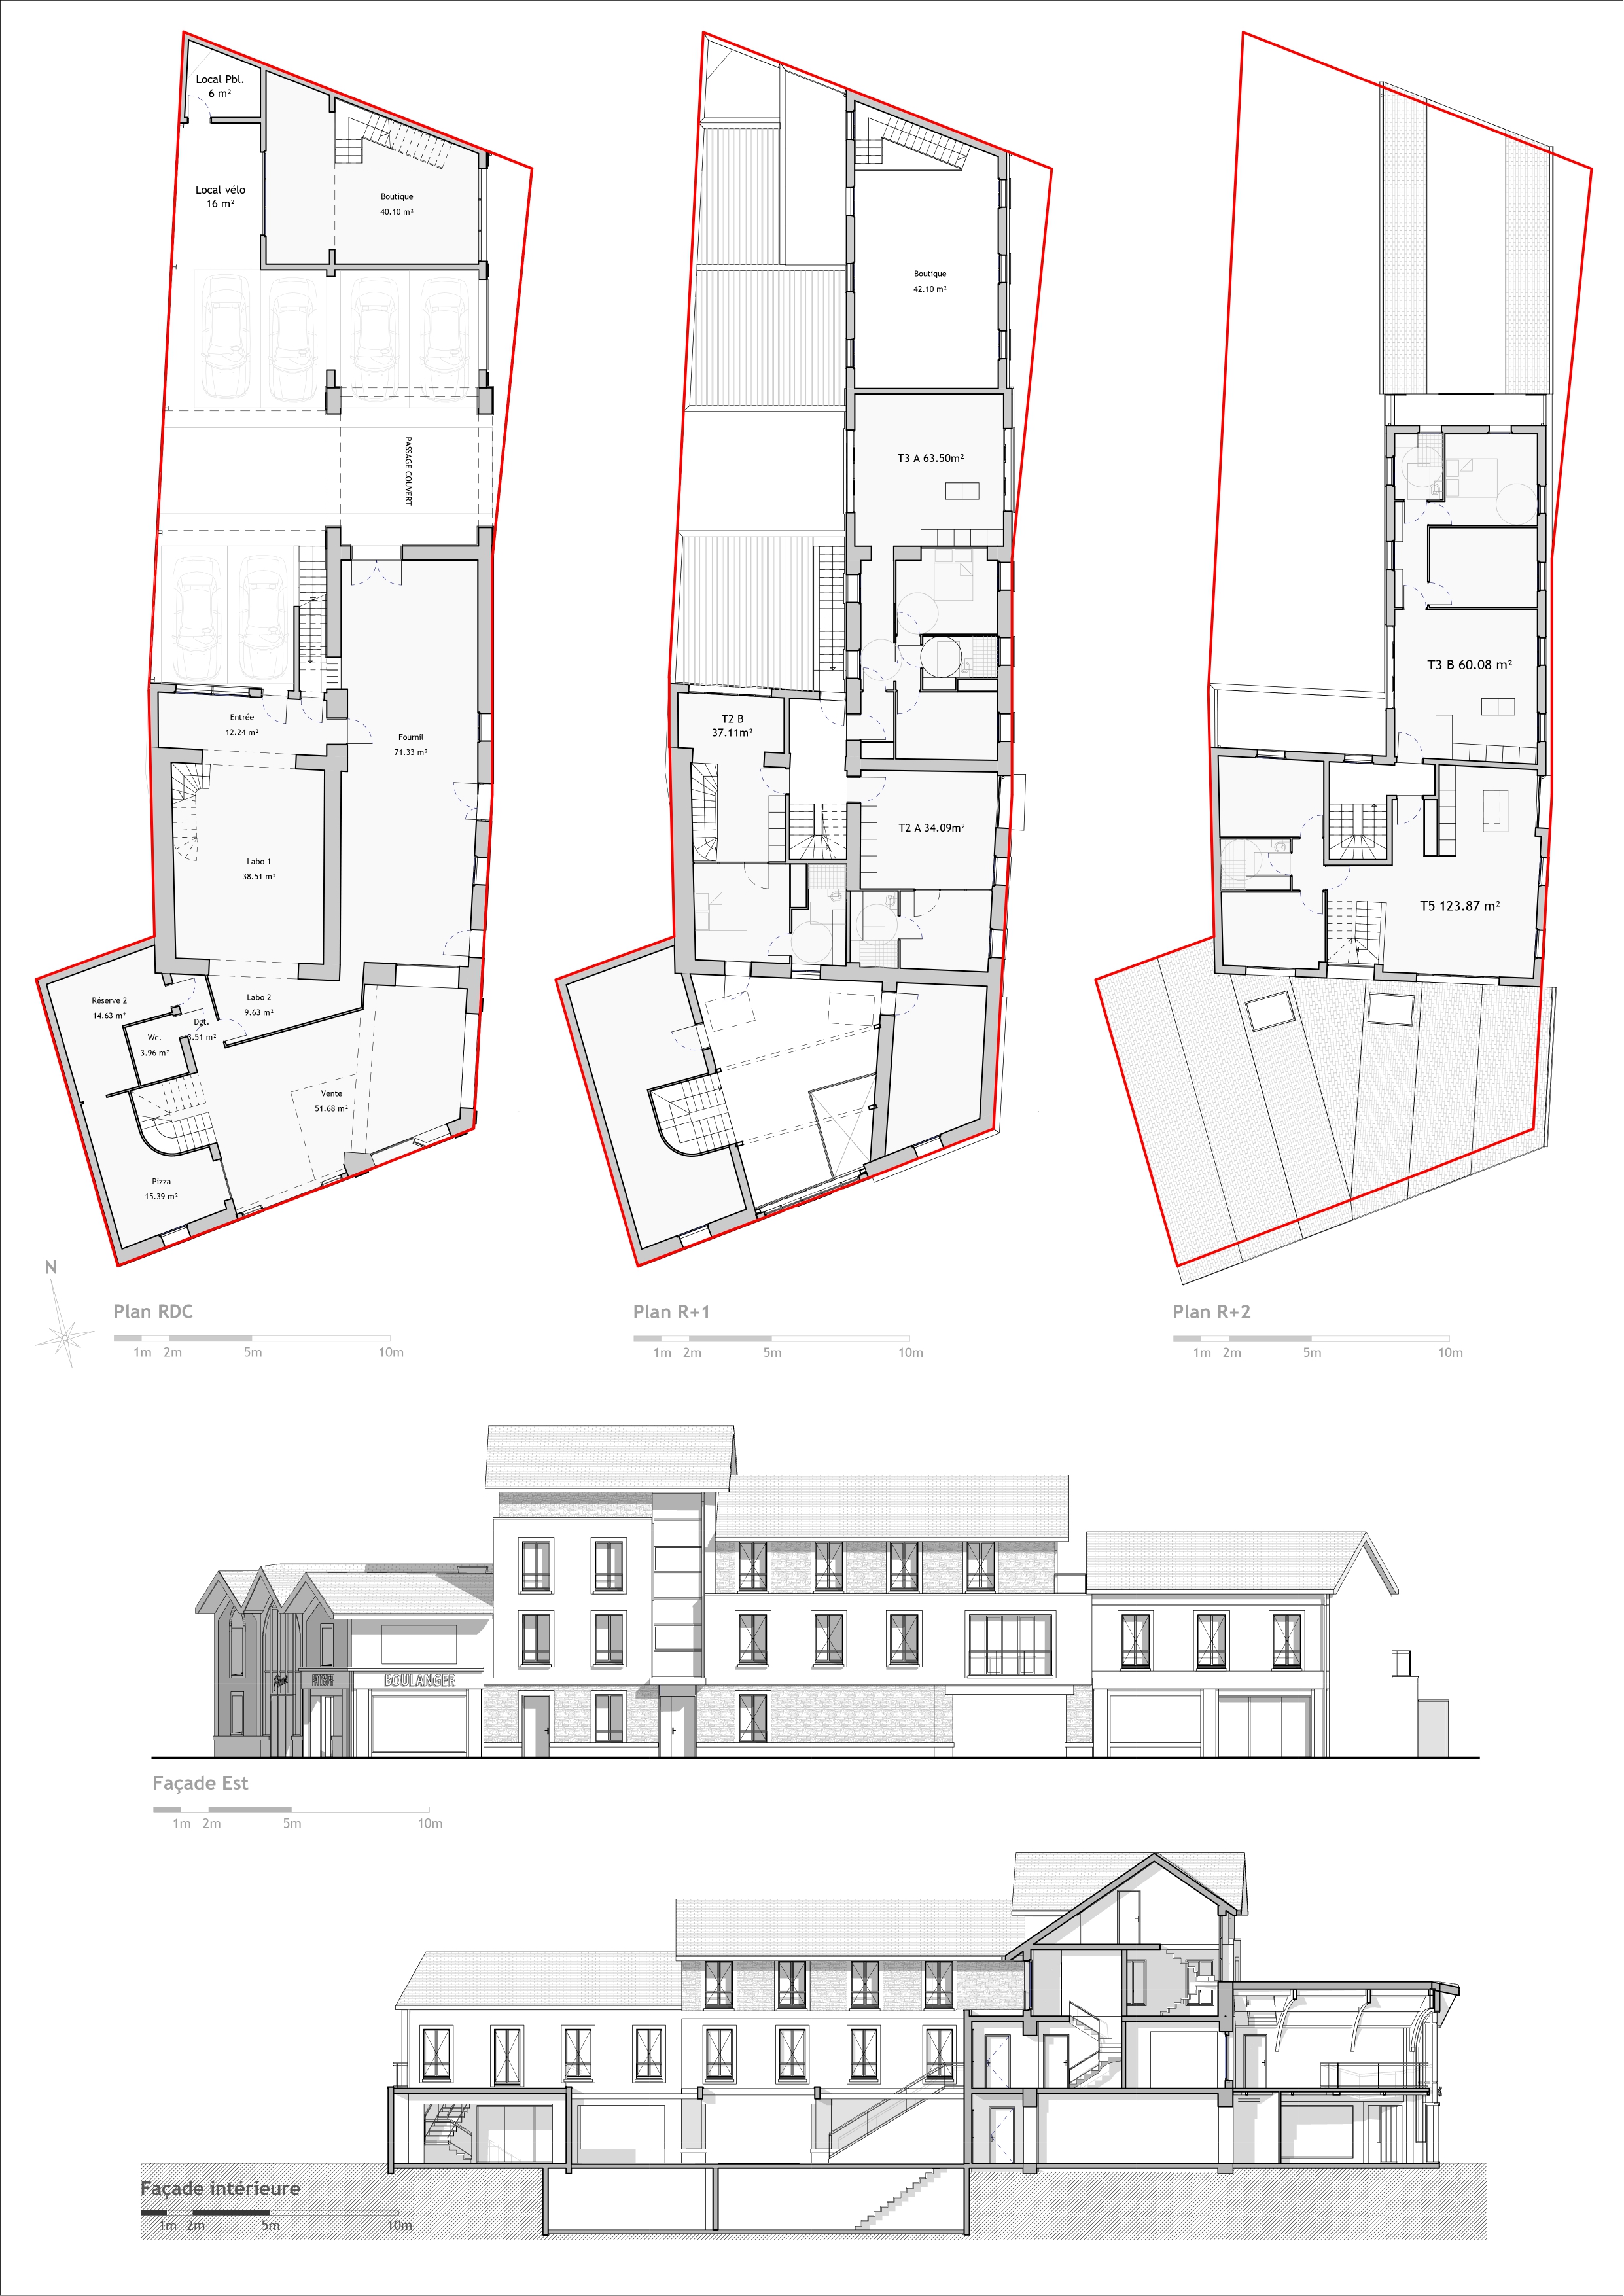 Local Pbl.
6 m²
Local vélo
16 m²
Boutique
40.10 m²
PASSAGE COUVERT
Entrée
12.24 m²
Fournil
71.33 m²
Labo 1
38.51 m²
Réserve 2
14.63 m²
Labo 2
9.63 m²
Dgt.
Wc.
3.96 m²
Vente
51.68 m²
Pizza
15.39 m²
N
Plan RDC
1m 2m 5m 10m
Boutique
42.10 m²
T3 A 63.50m²
T2 B
37.11m²
T2 A 34.09m²
Plan R+1
1m 2m 5m 10m
T3 B 60.08 m²
T5 123.87 m²
Plan R+2
1m 2m 5m 10m
BOULANGER
Façade Est
1m 2m 5m 10m
Façade intérieure
1m 2m 5m 10m